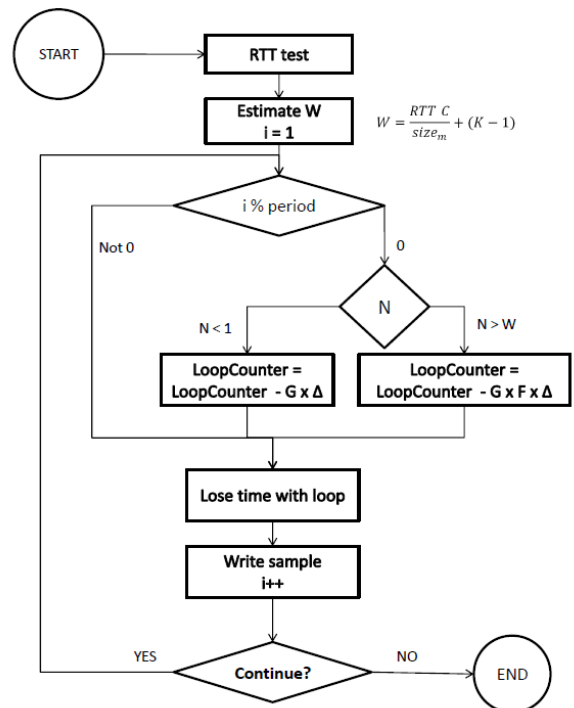 START
RTT test
Estimate W
i = 1
W = RTT C / size_m + (K − 1)
i % period
Not 0
0
N
N < 1
N > W
LoopCounter =
LoopCounter - G x Δ
LoopCounter =
LoopCounter - G x F x Δ
Lose time with loop
Write sample
i++
YES
Continue?
NO
END